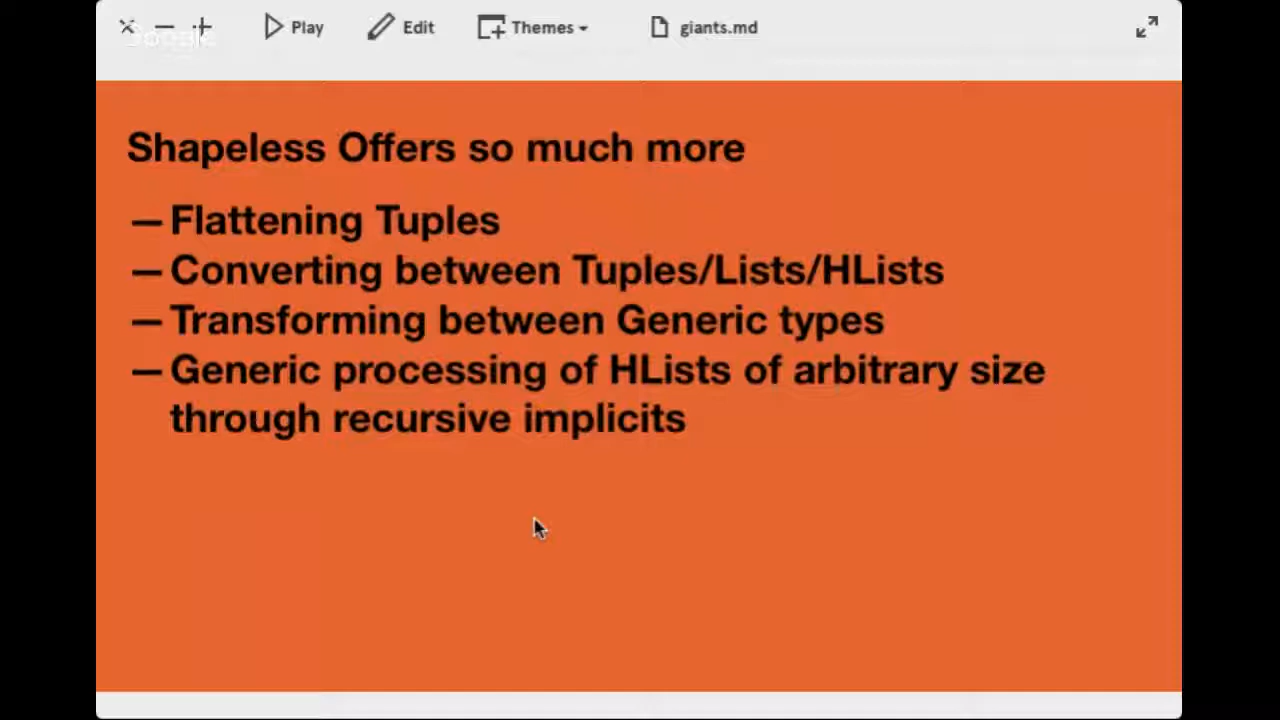 Play Edit Themes giants.md
Shapeless Offers so much more
— Flattening Tuples
— Converting between Tuples/Lists/HLists
— Transforming between Generic types
— Generic processing of HLists of arbitrary size
through recursive implicits